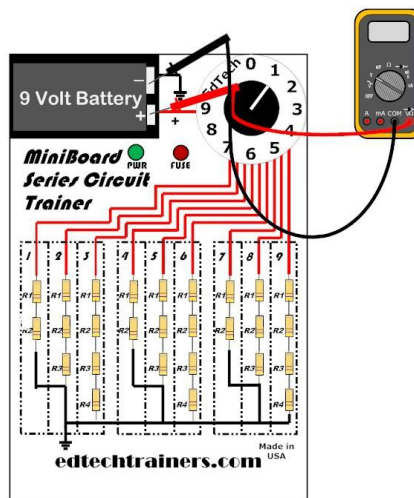 9 Volt Battery
−
+
+
EdTech
0
1
2
3
4
5
6
7
8
9
A mA COM
OFF
MiniBoard
Series Circuit
Trainer
PWR
FUSE
1 2 3 4 5 6 7 8 9
R1 R1 R1 R1 R1 R1 R1 R1 R1
R2 R2 R2 R2 R2 R2 R2 R2 R2
R3 R3 R3 R3 R3 R3
R4 R4 R4
Made in
USA
edtechtrainers.com